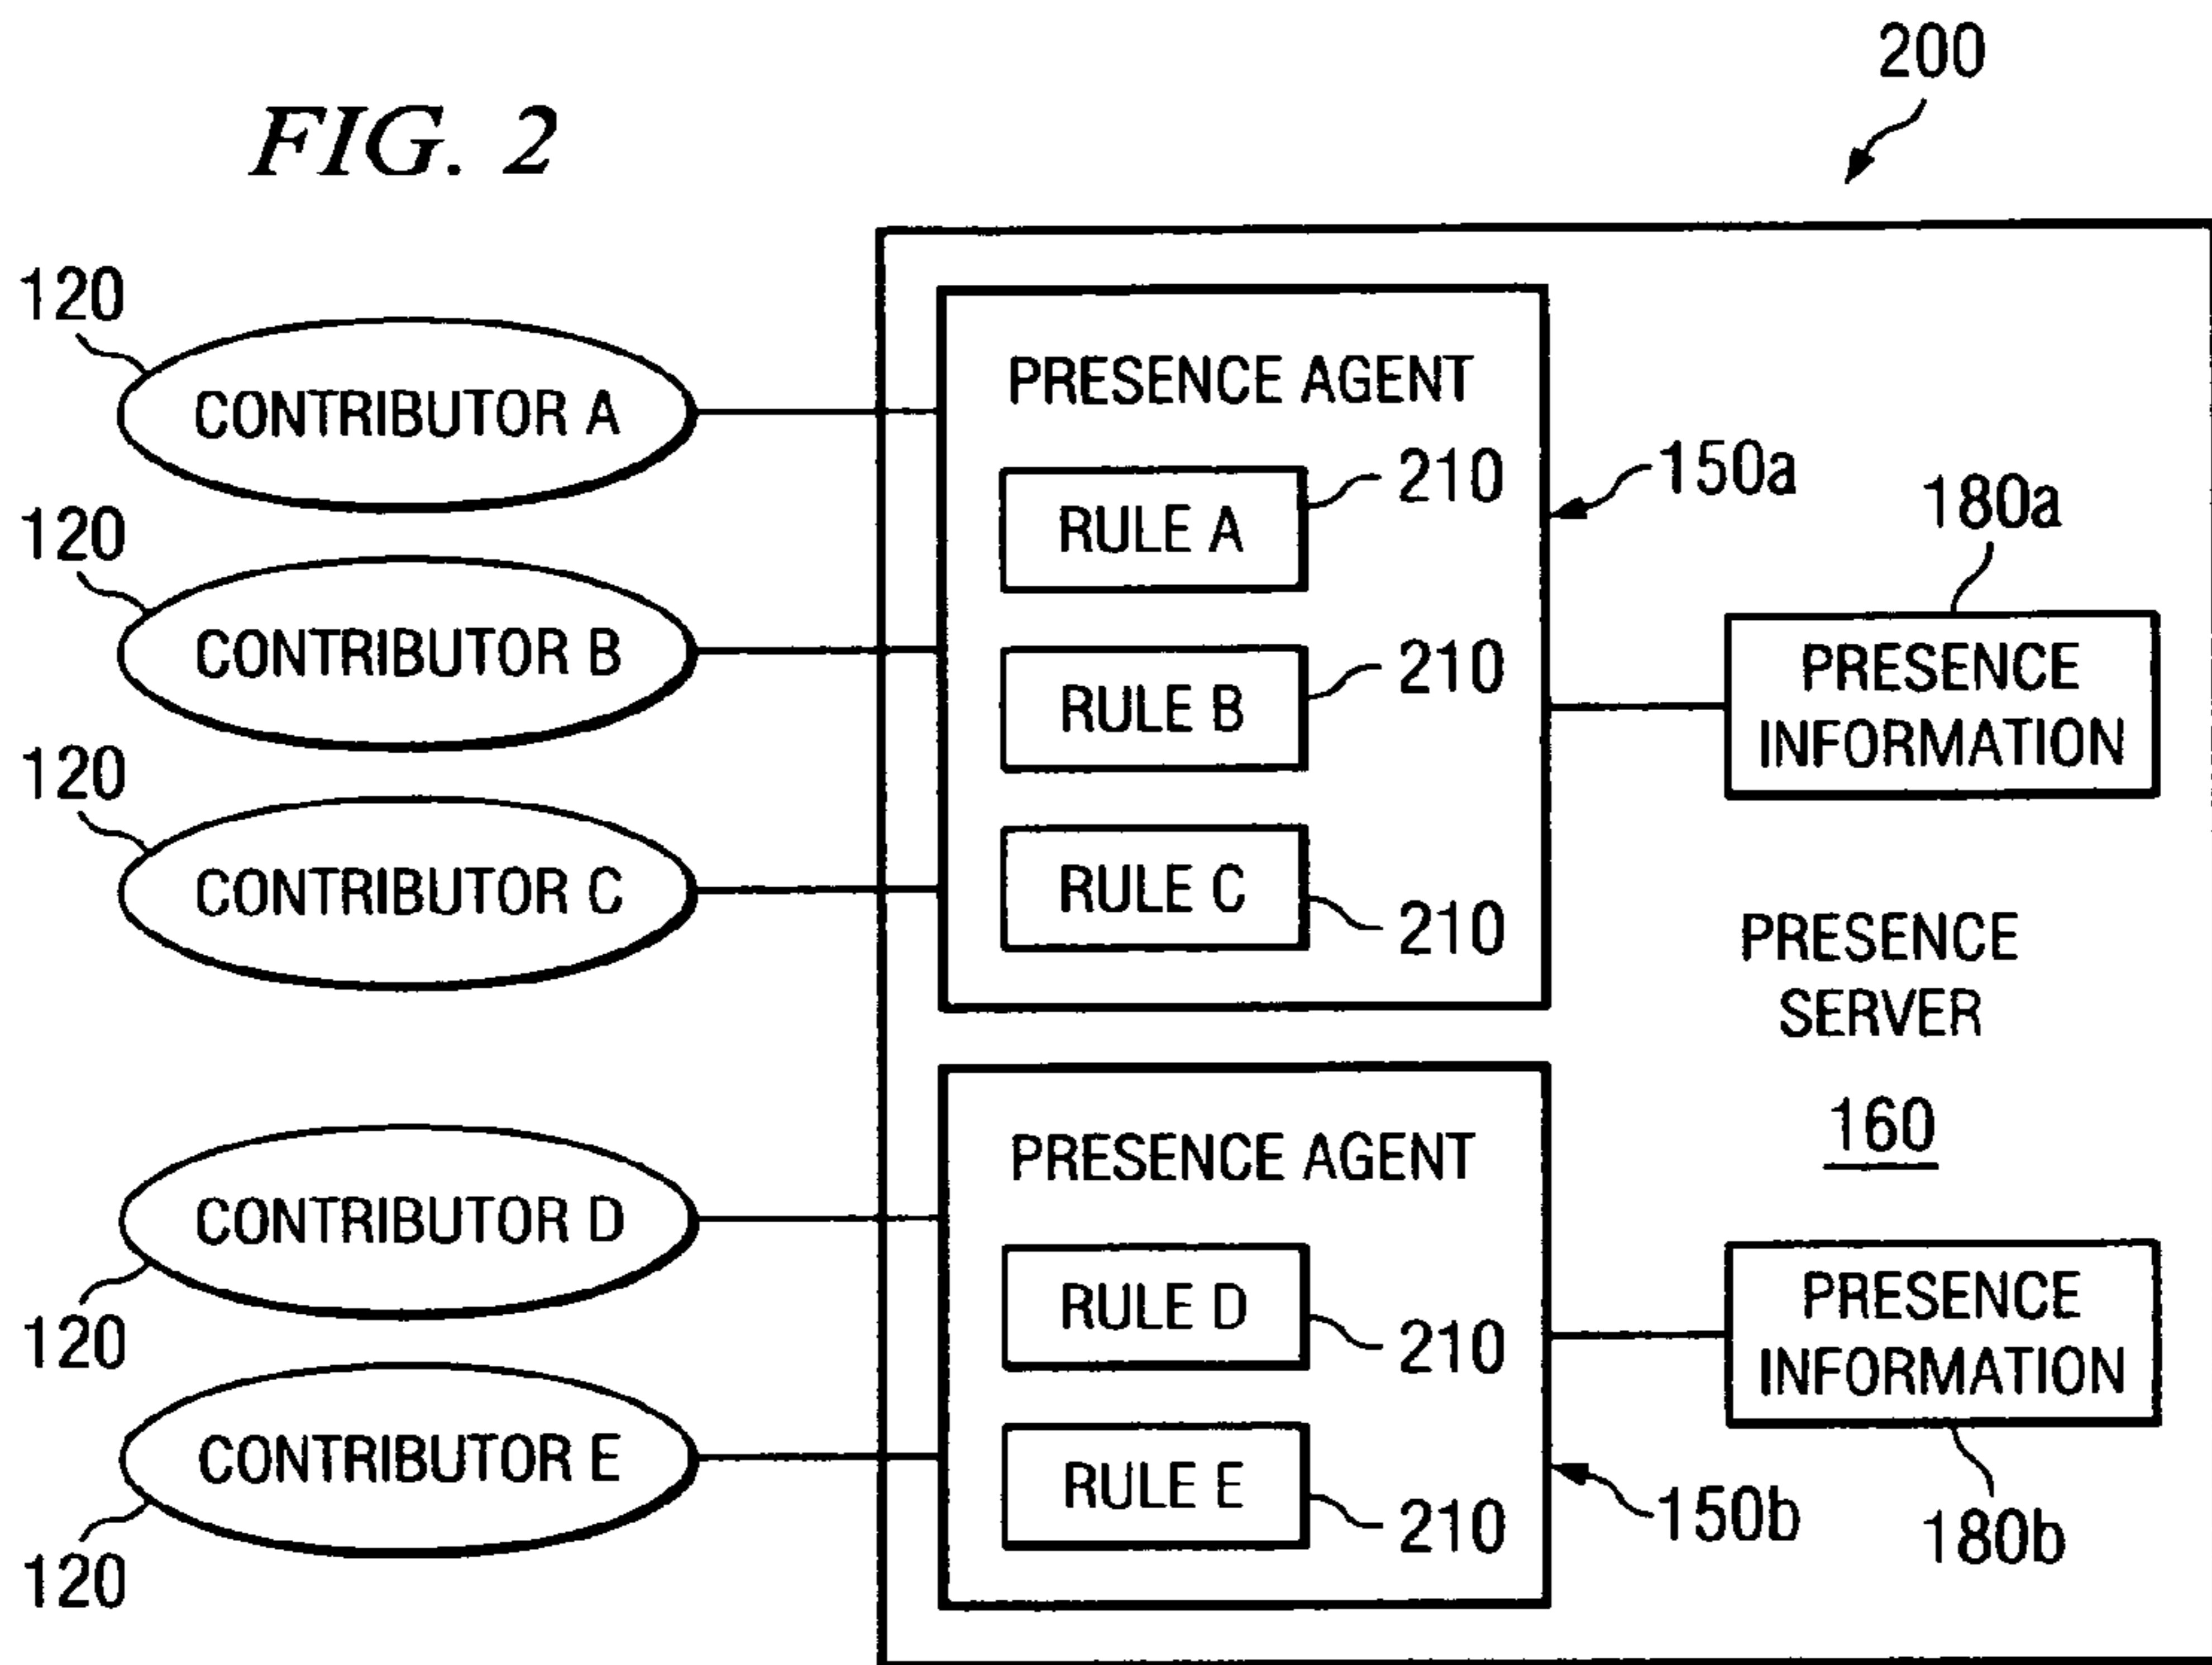 200
FIG. 2
120
CONTRIBUTOR A
120
CONTRIBUTOR B
120
CONTRIBUTOR C
CONTRIBUTOR D
120
CONTRIBUTOR E
120
PRESENCE AGENT
RULE A
210
RULE B
210
RULE C
210
150a
PRESENCE AGENT
RULE D
210
RULE E
210
150b
180a
PRESENCE
INFORMATION
PRESENCE
SERVER
160
PRESENCE
INFORMATION
180b